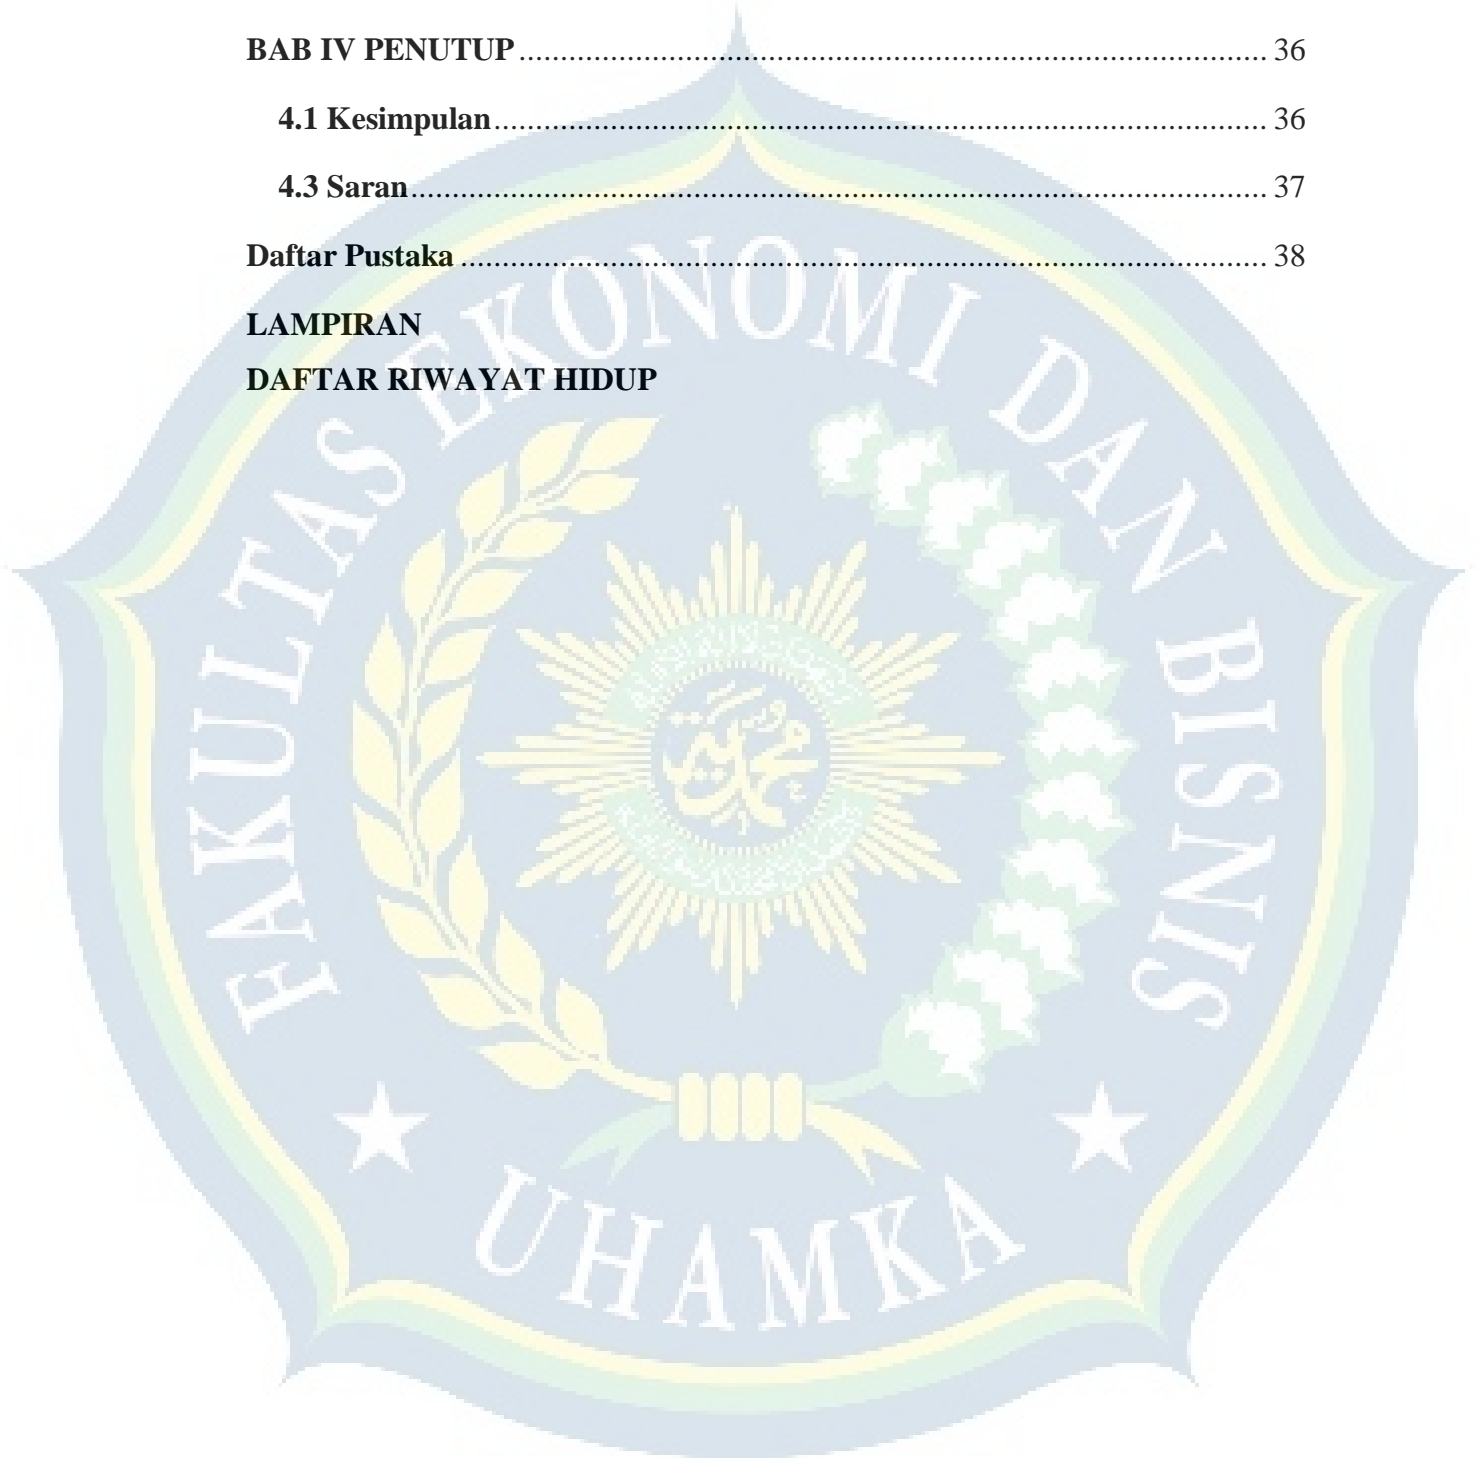 BAB IV PENUTUP .......................................................................................... 36
4.1 Kesimpulan ............................................................................................. 36
4.3 Saran ....................................................................................................... 37
Daftar Pustaka ................................................................................................. 38
LAMPIRAN
DAFTAR RIWAYAT HIDUP
FAKULTAS EKONOMI DAN BISNIS
محمدية
UHAMKA